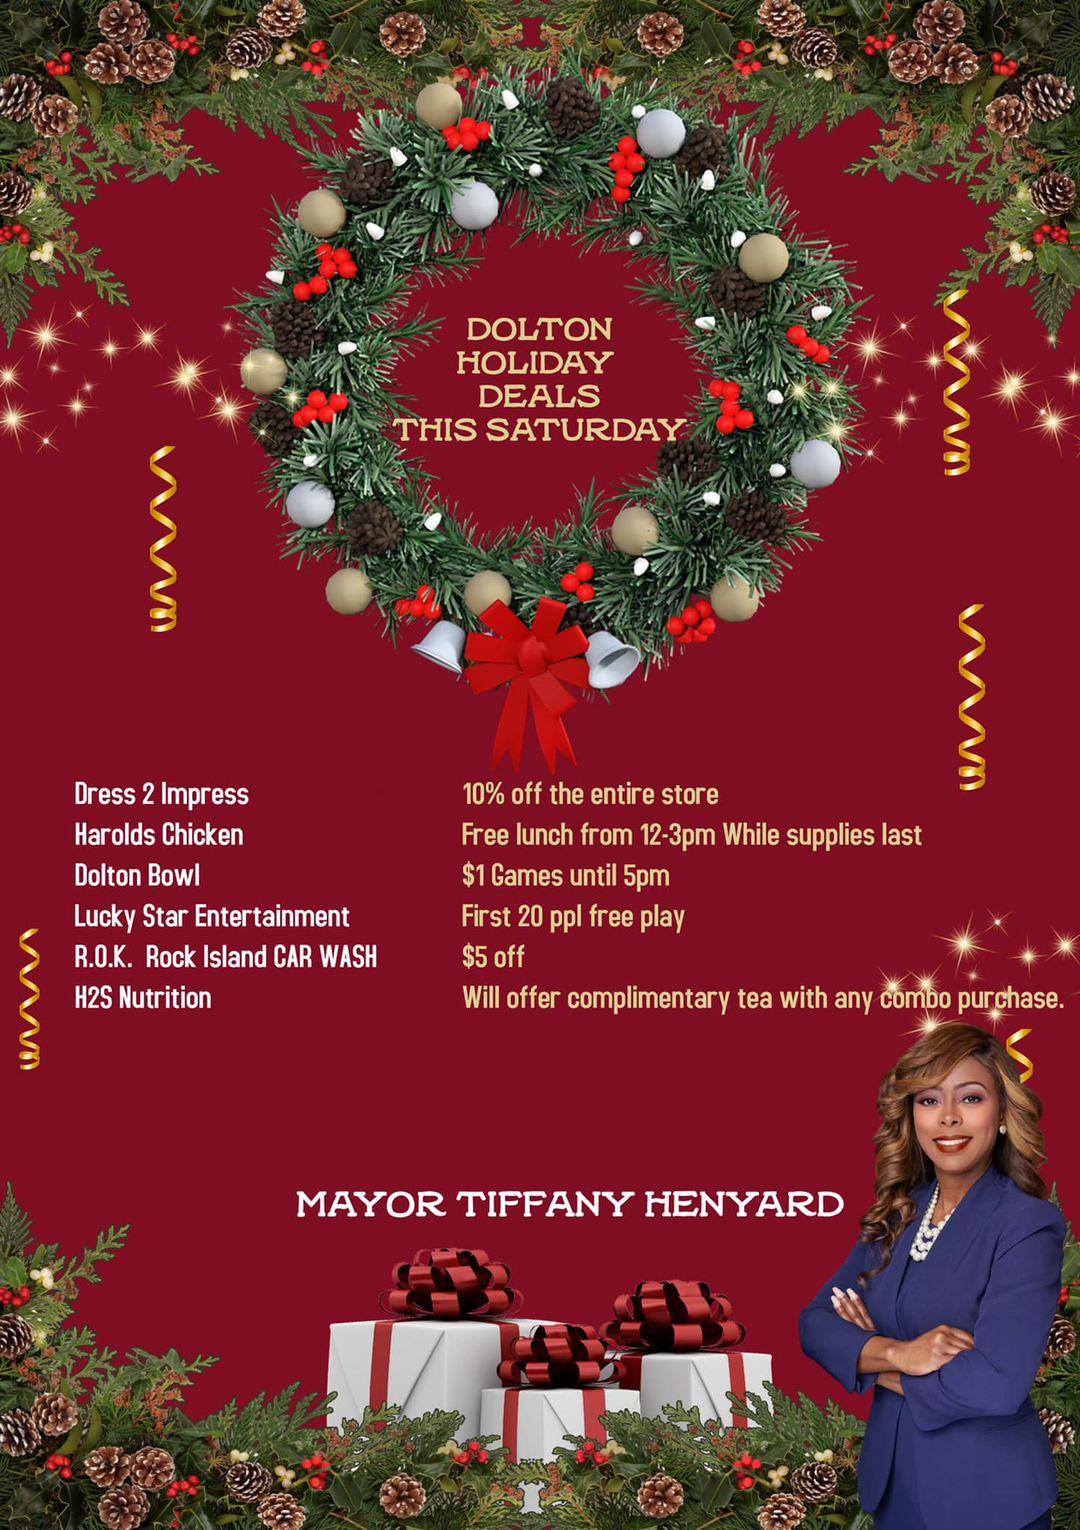 DOLTON
HOLIDAY
DEALS
THIS SATURDAY
Dress 2 Impress 10% off the entire store
Harolds Chicken Free lunch from 12-3pm While supplies last
Dolton Bowl $1 Games until 5pm
Lucky Star Entertainment First 20 ppl free play
R.O.K. Rock Island CAR WASH $5 off
H2S Nutrition Will offer complimentary tea with any combo purchase.
MAYOR TIFFANY HENYARD